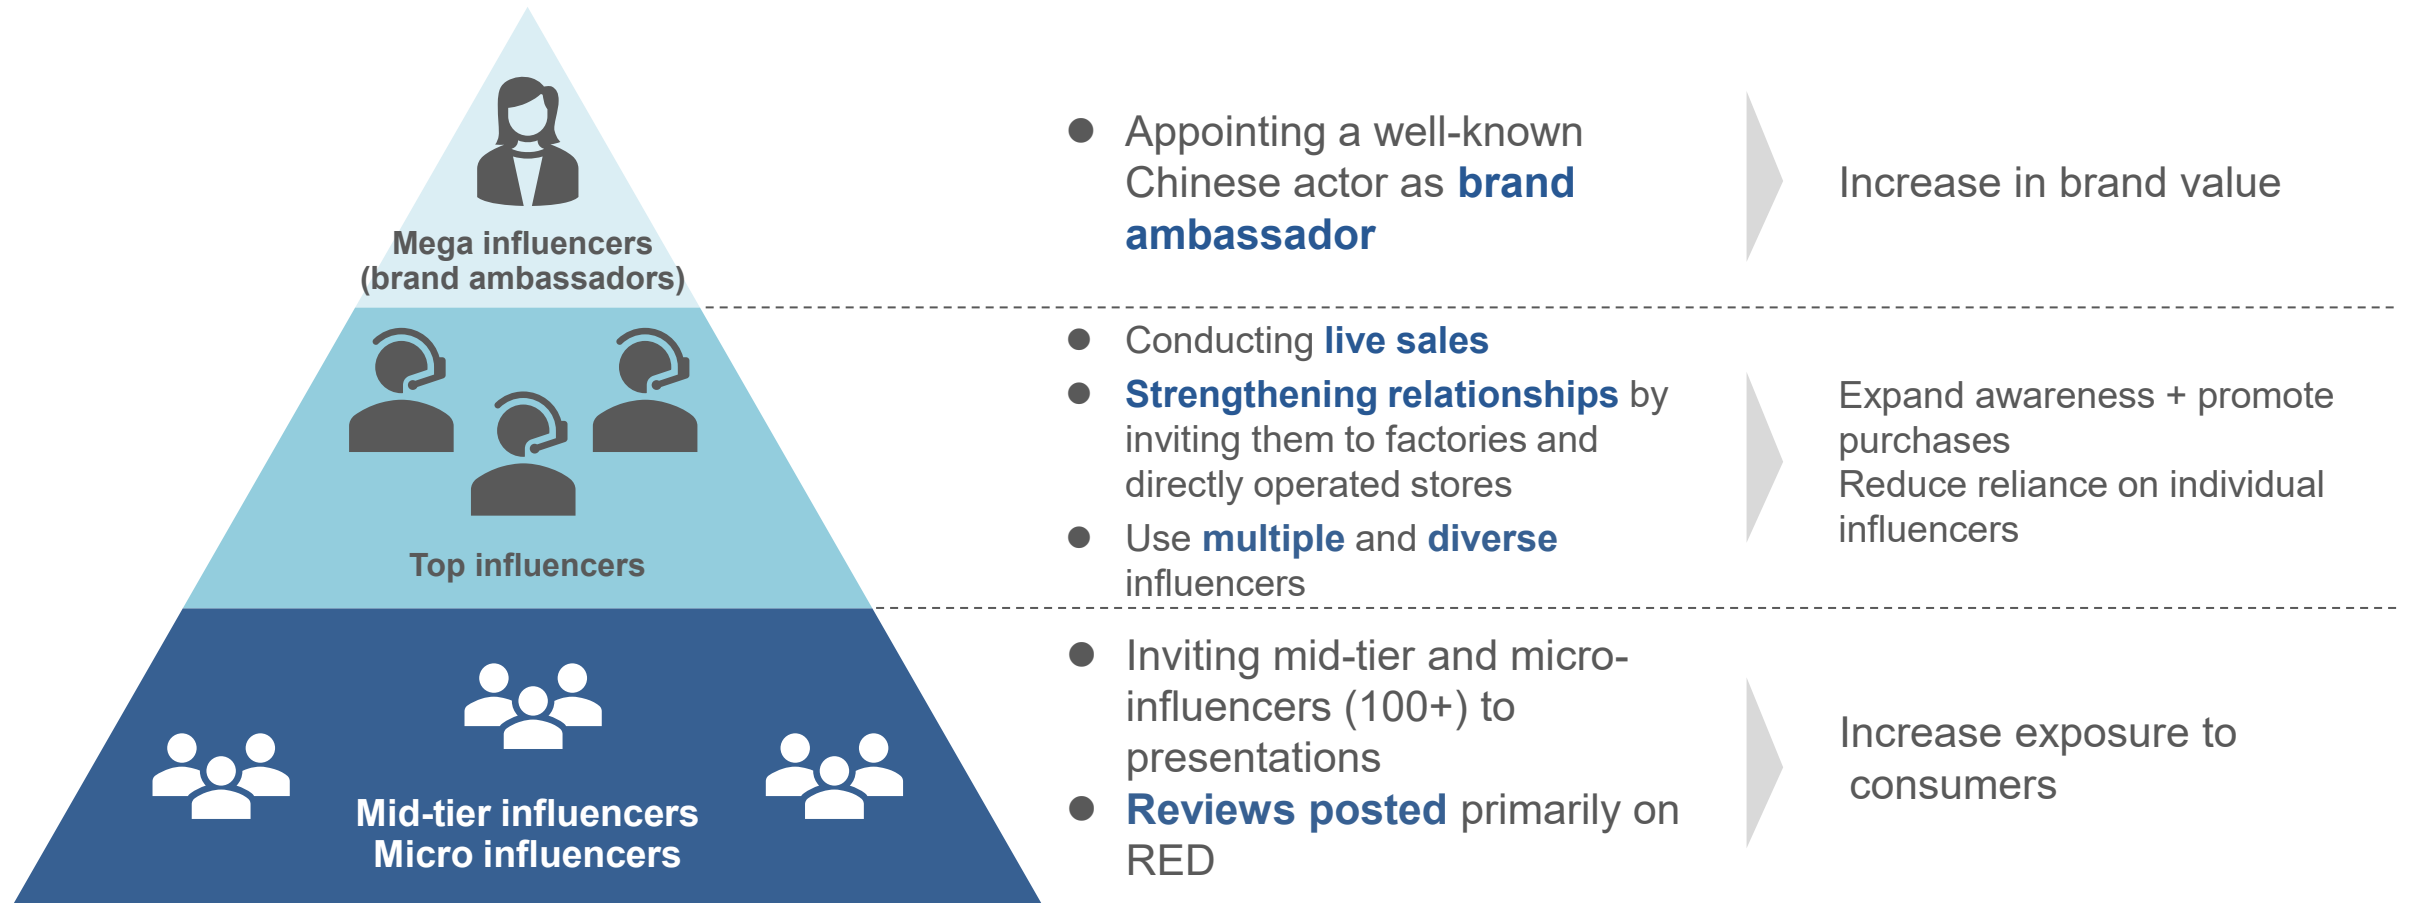 Mega influencers
(brand ambassadors)
● Appointing a well-known
Chinese actor as brand
ambassador
Increase in brand value
Top influencers
● Conducting live sales
● Strengthening relationships by
inviting them to factories and
directly operated stores
● Use multiple and diverse
influencers
Expand awareness + promote
purchases
Reduce reliance on individual
influencers
Mid-tier influencers
Micro influencers
● Inviting mid-tier and micro-
influencers (100+) to
presentations
● Reviews posted primarily on
RED
Increase exposure to
consumers